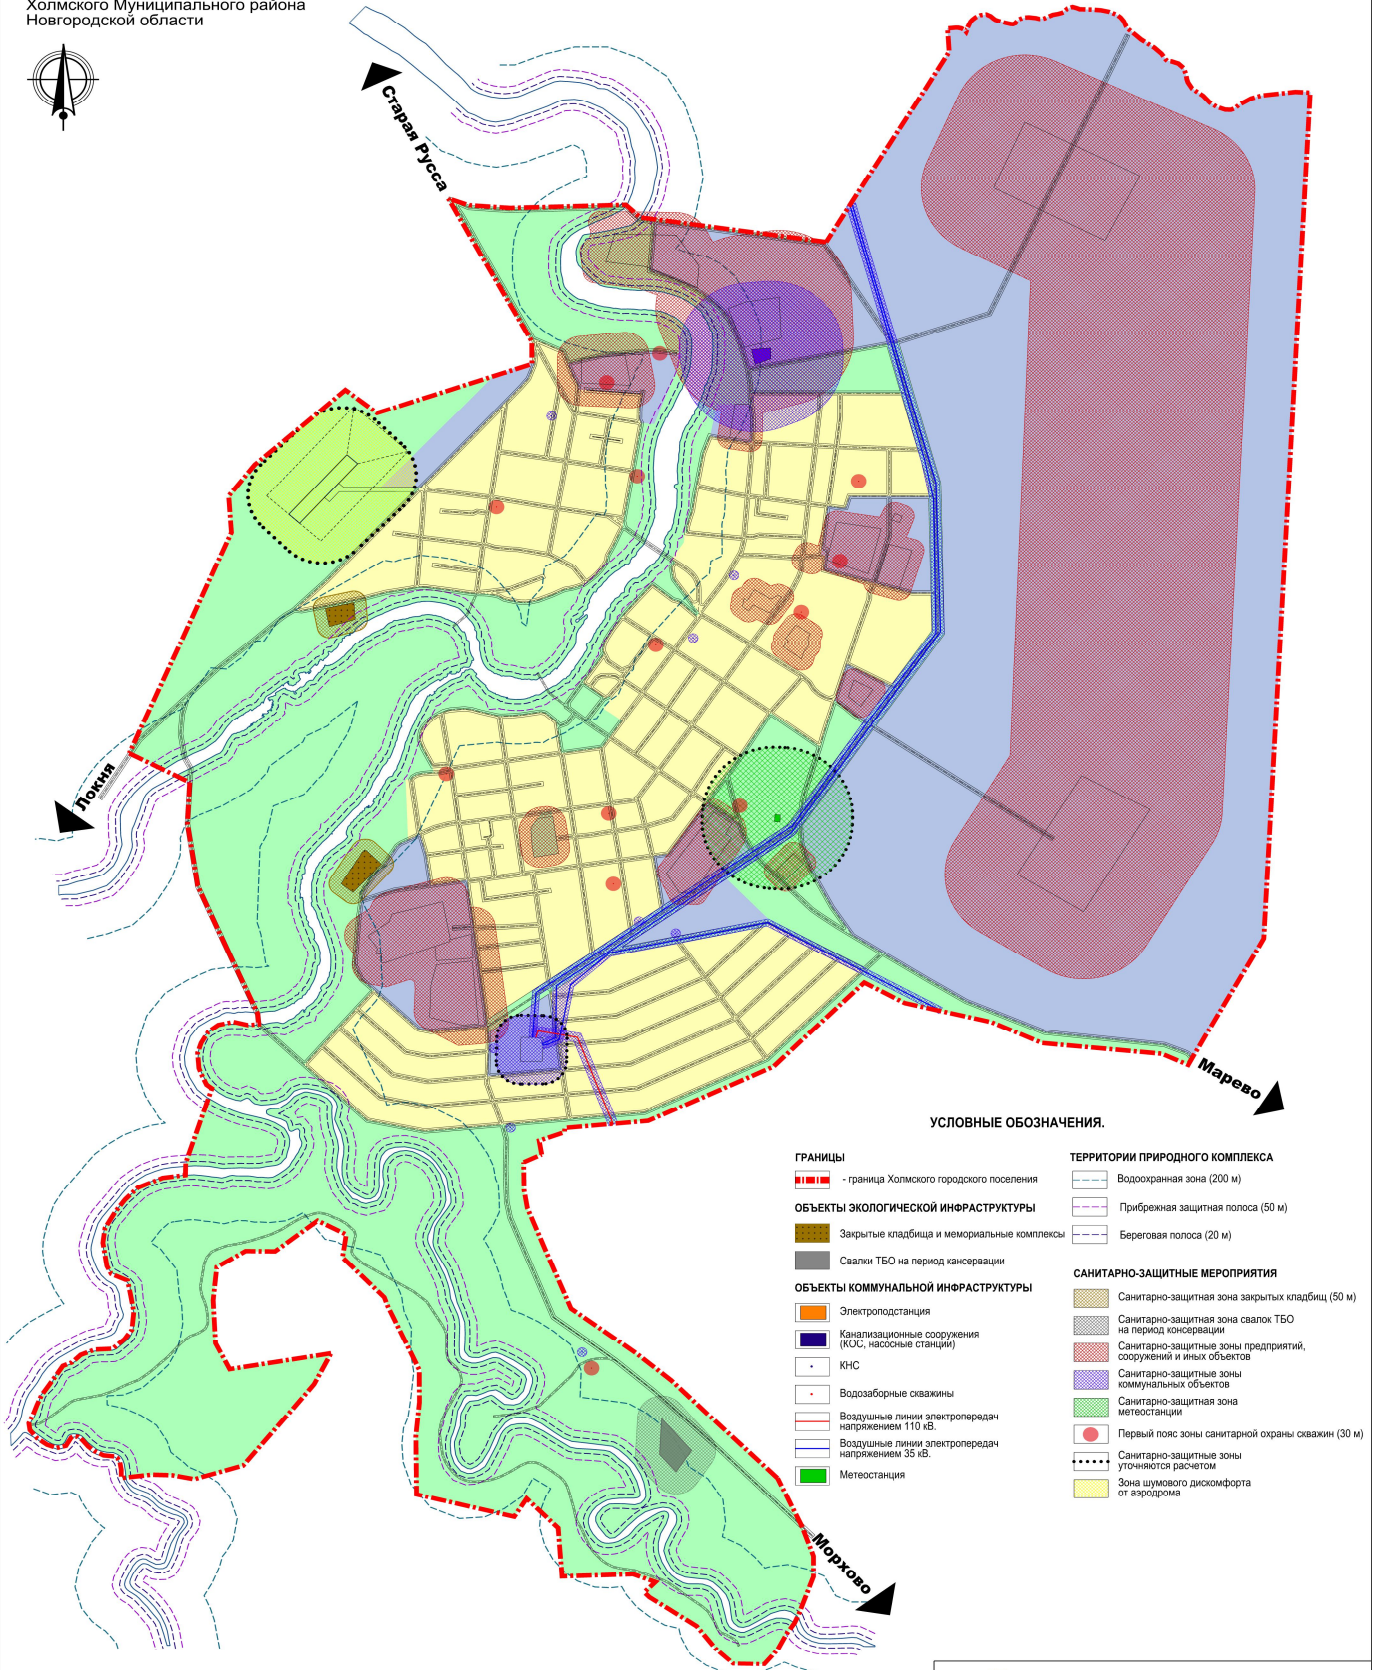 Холмского Муниципального района
Новгородской области
Старая Русса
Локня
Марево
Морхово
УСЛОВНЫЕ ОБОЗНАЧЕНИЯ.
ГРАНИЦЫ
- граница Холмского городского поселения
ОБЪЕКТЫ ЭКОЛОГИЧЕСКОЙ ИНФРАСТРУКТУРЫ
Закрытые кладбища и мемориальные комплексы
Свалки ТБО на период кансервации
ОБЪЕКТЫ КОММУНАЛЬНОЙ ИНФРАСТРУКТУРЫ
Электроподстанция
Канализационные сооружения
(КОС, насосные станции)
КНС
Водозаборные скважины
Воздушные линии электропередач
напряжением 110 кВ.
Воздушные линии электропередач
напряжением 35 кВ.
Метеостанция
ТЕРРИТОРИИ ПРИРОДНОГО КОМПЛЕКСА
Водоохранная зона (200 м)
Прибрежная защитная полоса (50 м)
Береговая полоса (20 м)
САНИТАРНО-ЗАЩИТНЫЕ МЕРОПРИЯТИЯ
Санитарно-защитная зона закрытых кладбищ (50 м)
Санитарно-защитная зона свалок ТБО
на период консервации
Санитарно-защитные зоны предприятий,
сооружений и иных объектов
Санитарно-защитные зоны
коммунальных объектов
Санитарно-защитная зона
метеостанции
Первый пояс зоны санитарной охраны скважин (30 м)
Санитарно-защитные зоны
уточняются расчетом
Зона шумового дискомфорта
от аэродрома